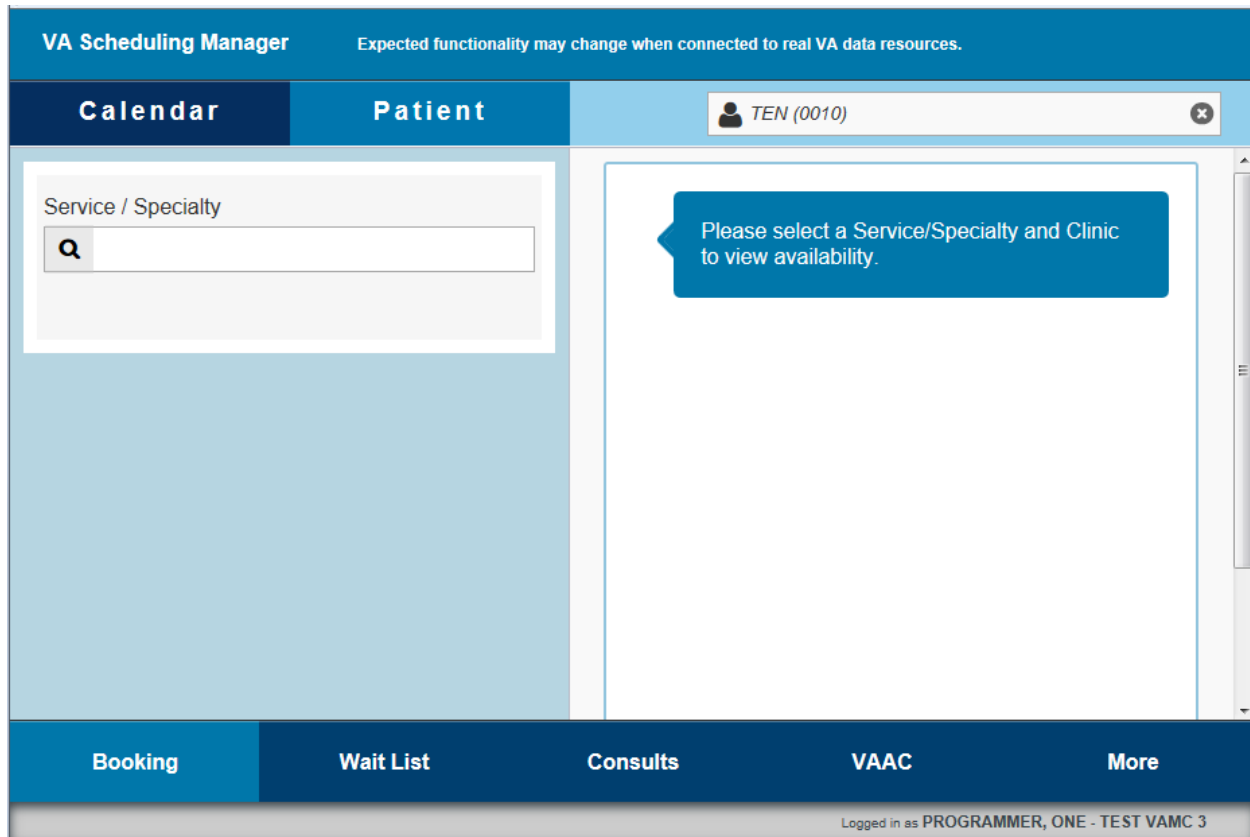 VA Scheduling Manager
Expected functionality may change when connected to real VA data resources.
Calendar
Patient
TEN (0010)
Service / Specialty
Please select a Service/Specialty and Clinic
to view availability.
Booking
Wait List
Consults
VAAC
More
Logged in as PROGRAMMER, ONE - TEST VAMC 3